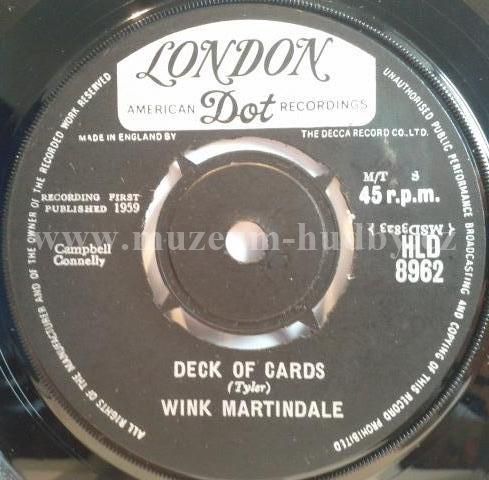 LONDON
AMERICAN Dot RECORDINGS
MADE IN ENGLAND BY THE DECCA RECORD CO., LTD.
RECORDING FIRST
PUBLISHED 1959
Campbell
Connelly
M/T S
45 r.p.m.
(MSD3823)
HLD
8962
www.muzeum-hudby.cz
DECK OF CARDS
(Tyler)
WINK MARTINDALE
ALL RIGHTS OF THE MANUFACTURER AND OF THE OWNER OF THE RECORDED WORK RESERVED
UNAUTHORISED PUBLIC PERFORMANCE BROADCASTING AND COPYING OF THIS RECORD PROHIBITED